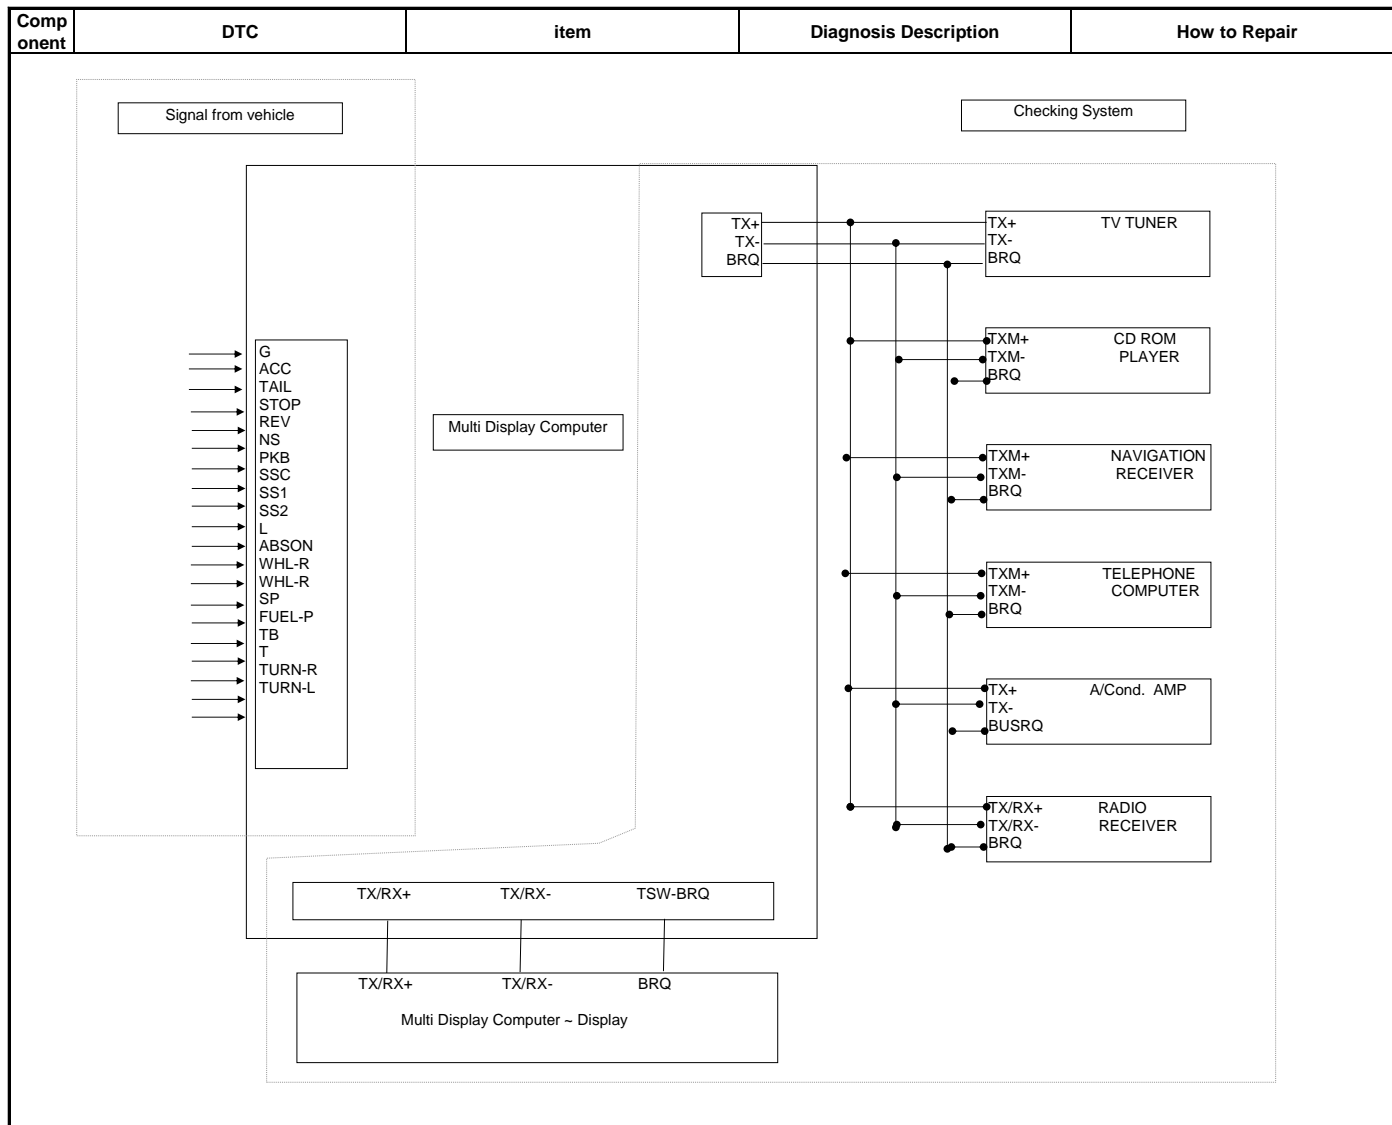 Comp
onent
DTC
item
Diagnosis Description
How to Repair
Signal from vehicle
Checking System
TX+
TX-
BRQ
TX+
TX-
BRQ
TV TUNER
TXM+
TXM-
BRQ
CD ROM
PLAYER
G
ACC
TAIL
STOP
REV
NS
PKB
SSC
SS1
SS2
L
ABSON
WHL-R
WHL-R
SP
FUEL-P
TB
T
TURN-R
TURN-L
Multi Display Computer
TXM+
TXM-
BRQ
NAVIGATION
RECEIVER
TXM+
TXM-
BRQ
TELEPHONE
COMPUTER
TX+
TX-
BUSRQ
A/Cond. AMP
TX/RX+
TX/RX-
BRQ
RADIO
RECEIVER
TX/RX+ TX/RX- TSW-BRQ
TX/RX+ TX/RX- BRQ
Multi Display Computer ~ Display